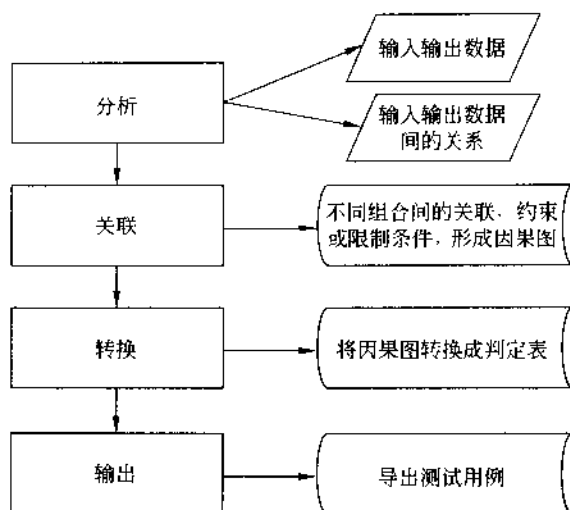 输入输出数据
分析
输入输出数据
间的关系
关联
不同组合间的关联、约束
或限制条件，形成因果图
转换
将因果图转换成判定表
输出
导出测试用例